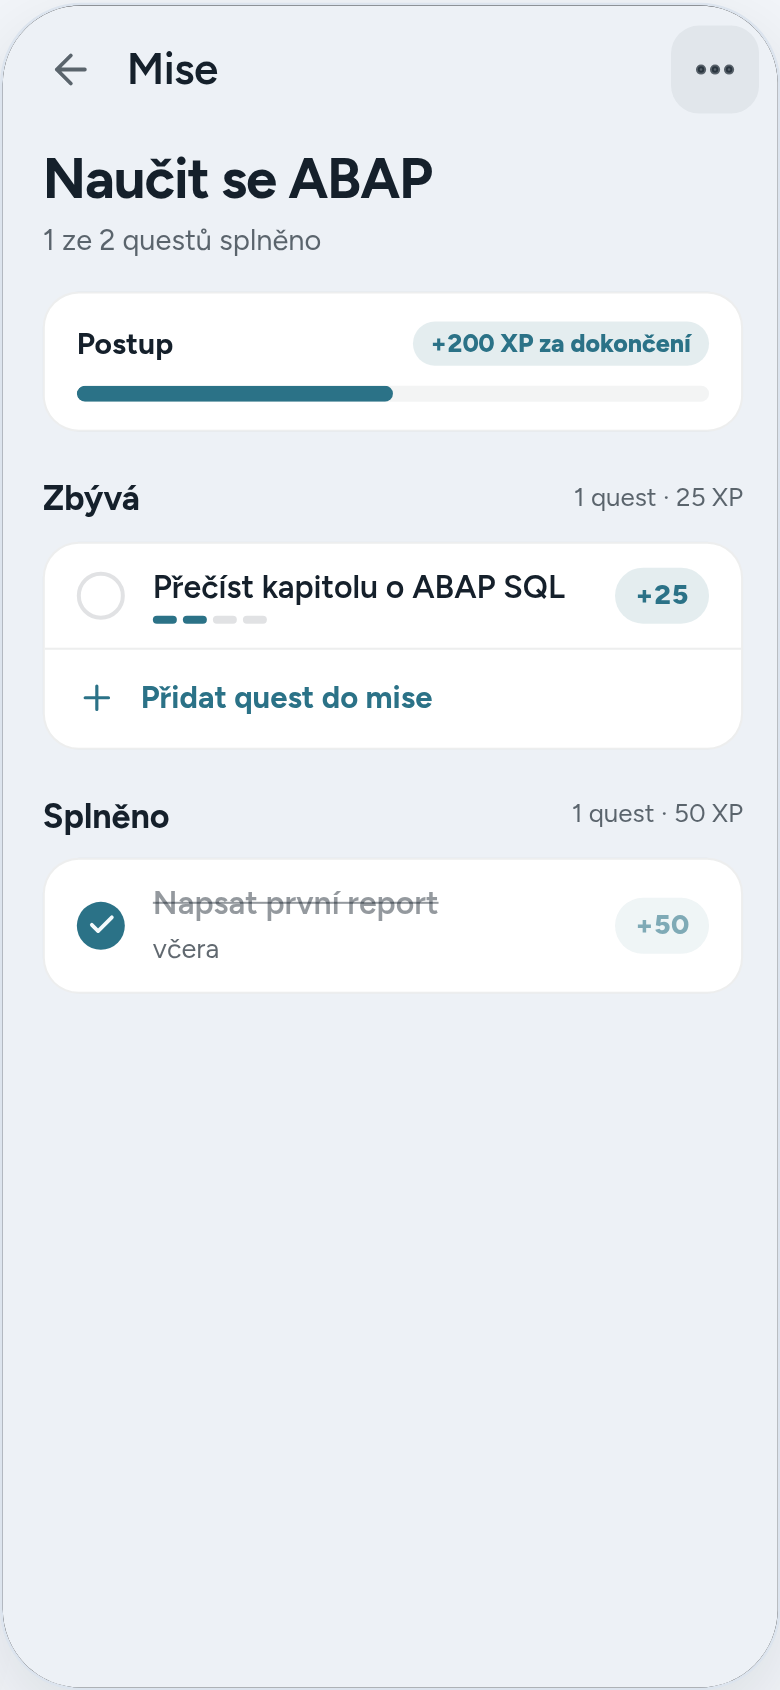 Mise
Naučit se ABAP
1 ze 2 questů splněno
Postup
+200 XP za dokončení
Zbývá
1 quest · 25 XP
Přečíst kapitolu o ABAP SQL
+25
Přidat quest do mise
Splněno
1 quest · 50 XP
Napsat první report
+50
včera